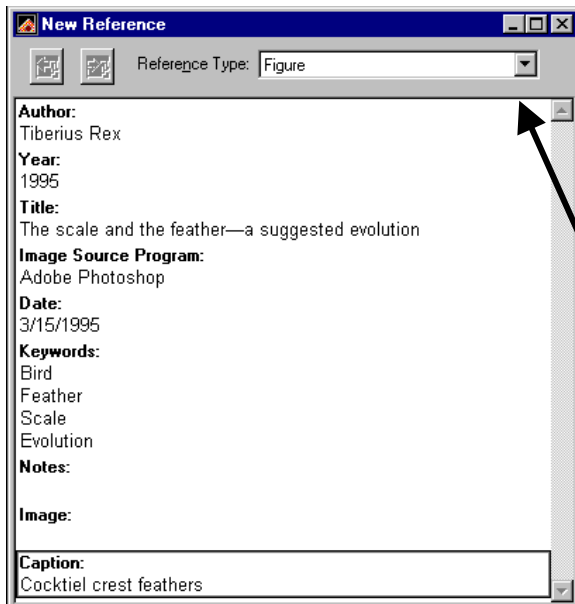 New Reference
Reference Type: Figure
Author:
Tiberius Rex
Year:
1995
Title:
The scale and the feather—a suggested evolution
Image Source Program:
Adobe Photoshop
Date:
3/15/1995
Keywords:
Bird
Feather
Scale
Evolution
Notes:
Image:
Caption:
Cocktiel crest feathers